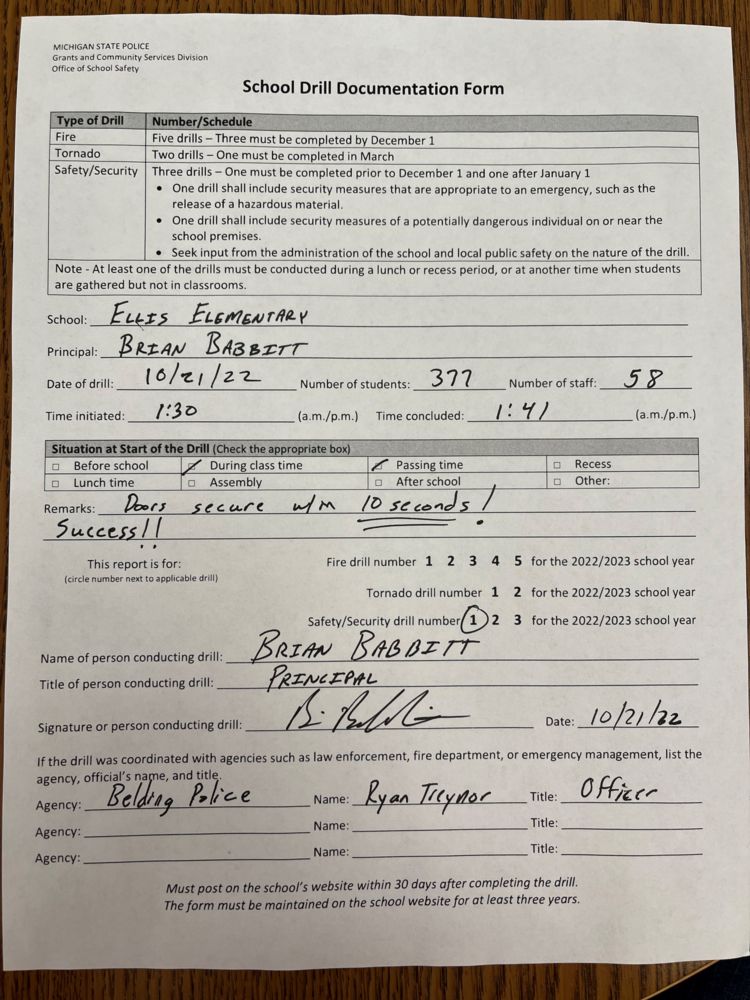 MICHIGAN STATE POLICE
Grants and Community Services Division
Office of School Safety
School Drill Documentation Form
Type of Drill Number/Schedule
Fire Five drills – Three must be completed by December 1
Tornado Two drills – One must be completed in March
Safety/Security Three drills – One must be completed prior to December 1 and one after January 1
• One drill shall include security measures that are appropriate to an emergency, such as the
release of a hazardous material.
• One drill shall include security measures of a potentially dangerous individual on or near the
school premises.
• Seek input from the administration of the school and local public safety on the nature of the drill.
Note - At least one of the drills must be conducted during a lunch or recess period, or at another time when students
are gathered but not in classrooms.
School: ELLIS ELEMENTARY
Principal: BRIAN BABBITT
Date of drill: 10/21/22 Number of students: 377 Number of staff: 58
Time initiated: 1:30 (a.m./p.m.) Time concluded: 1:41 (a.m./p.m.)
Situation at Start of the Drill (Check the appropriate box)
□ Before school ☑ During class time ☑ Passing time □ Recess
□ Lunch time □ Assembly □ After school □ Other:
Remarks: Doors secure w/in 10 seconds!
Success!!
This report is for: Fire drill number 1 2 3 4 5 for the 2022/2023 school year
(circle number next to applicable drill)
Tornado drill number 1 2 for the 2022/2023 school year
Safety/Security drill number 1 2 3 for the 2022/2023 school year
Name of person conducting drill: BRIAN BABBITT
Title of person conducting drill: PRINCIPAL
Signature or person conducting drill: Date: 10/21/22
If the drill was coordinated with agencies such as law enforcement, fire department, or emergency management, list the
agency, official's name, and title.
Agency: Belding Police Name: Ryan Treynor Title: Officer
Agency: Name: Title:
Agency: Name: Title:
Must post on the school's website within 30 days after completing the drill.
The form must be maintained on the school website for at least three years.